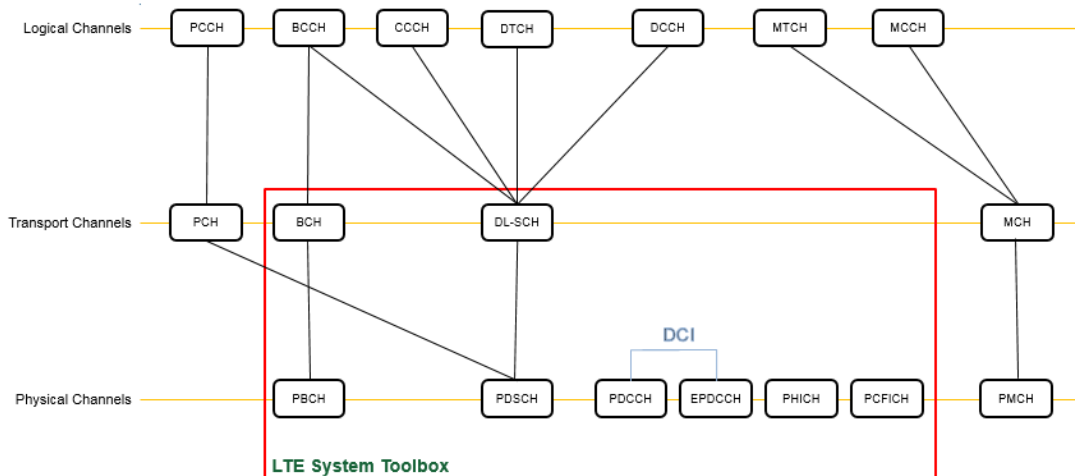 Logical Channels PCCH BCCH CCCH DTCH DCCH MTCH MCCH
Transport Channels PCH BCH DL-SCH MCH
DCI
Physical Channels PBCH PDSCH PDCCH EPDCCH PHICH PCFICH PMCH
LTE System Toolbox